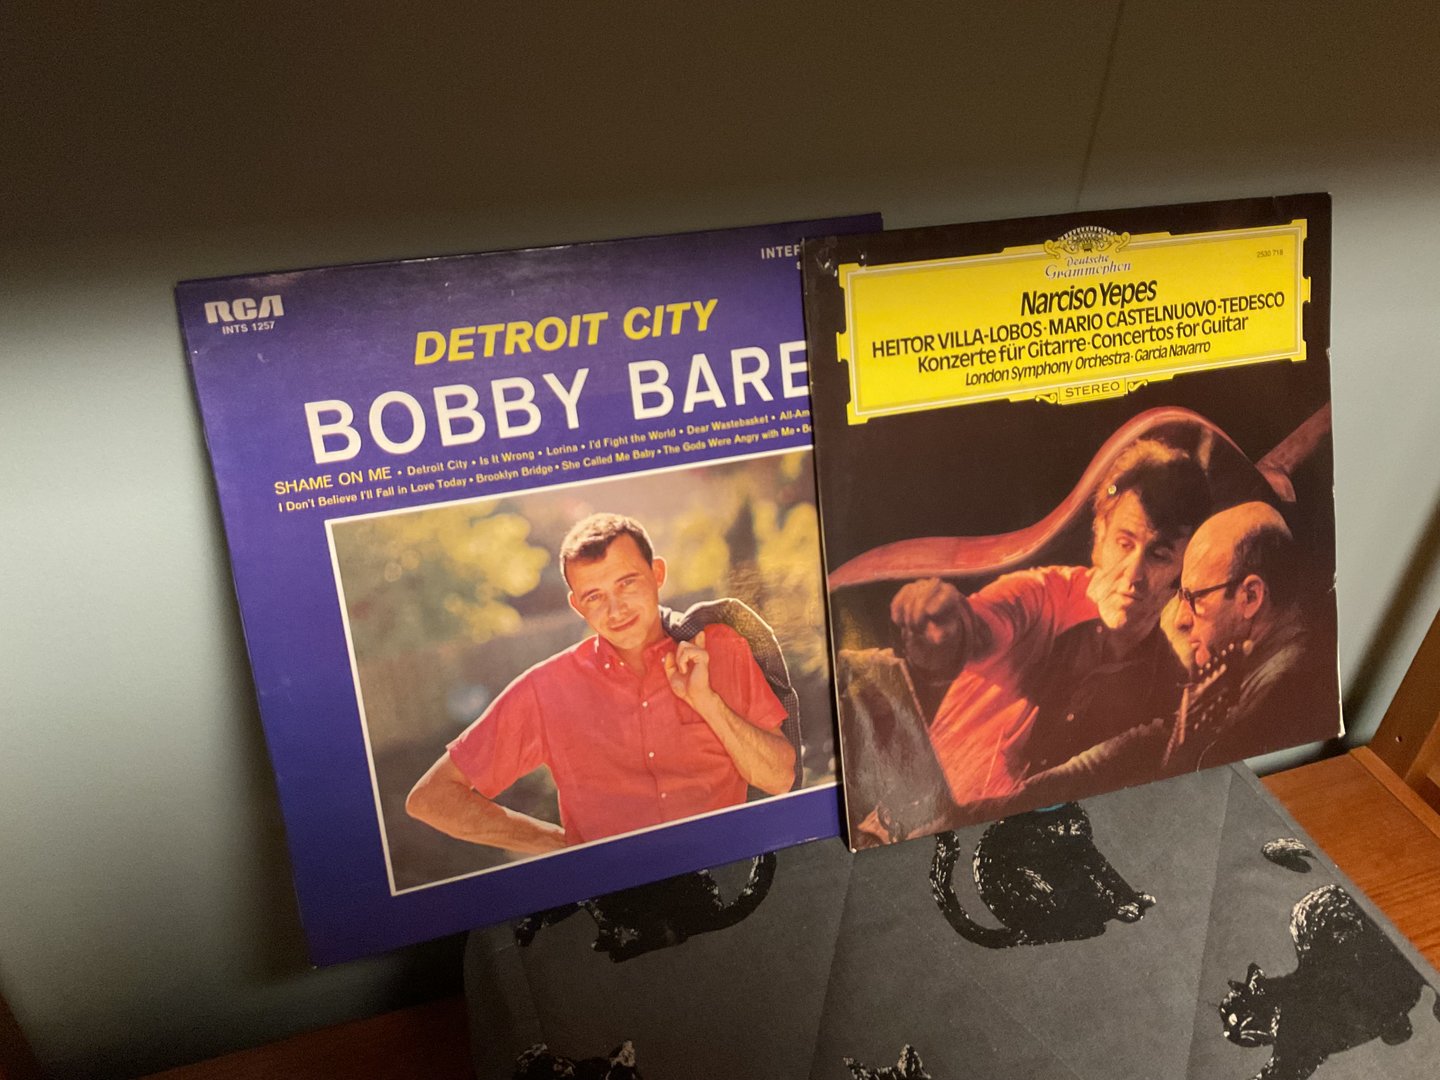 RCA
INTS 1257
INTER
DETROIT CITY
BOBBY BARE
SHAME ON ME • Detroit City • Is It Wrong • Lorina • I'd Fight the World • Dear Wastebasket • All-Am
I Don't Believe I'll Fall in Love Today • Brooklyn Bridge • She Called Me Baby • The Gods Were Angry with Me •
Deutsche
Grammophon
2530 718
Narciso Yepes
HEITOR VILLA-LOBOS · MARIO CASTELNUOVO-TEDESCO
Konzerte für Gitarre · Concertos for Guitar
London Symphony Orchestra · García Navarro
STEREO